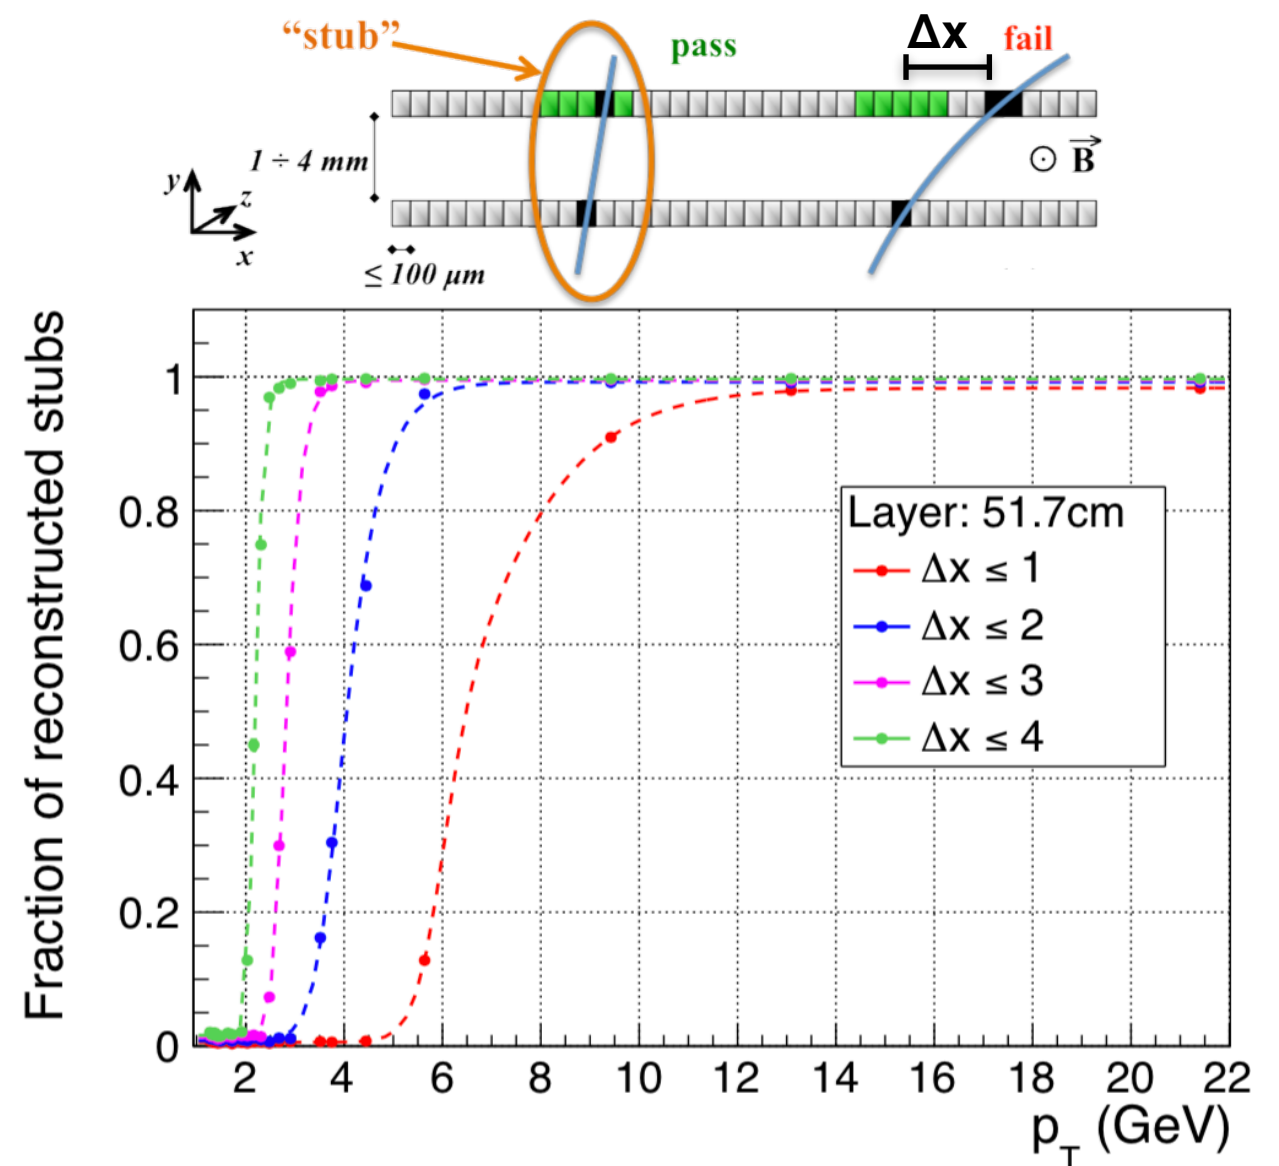 “stub”
pass
Δx
fail
1 ÷ 4 mm
B
y
z
x
≤ 100 μm
Fraction of reconstructed stubs
1
0.8
0.6
0.4
0.2
0
Layer: 51.7cm
Δx ≤ 1
Δx ≤ 2
Δx ≤ 3
Δx ≤ 4
2 4 6 8 10 12 14 16 18 20 22
p_T (GeV)